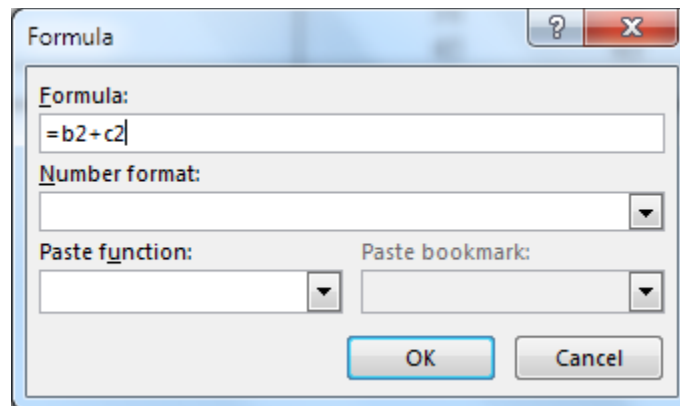 Formula
Formula:
=b2+c2
Number format:
Paste function: Paste bookmark:
OK Cancel